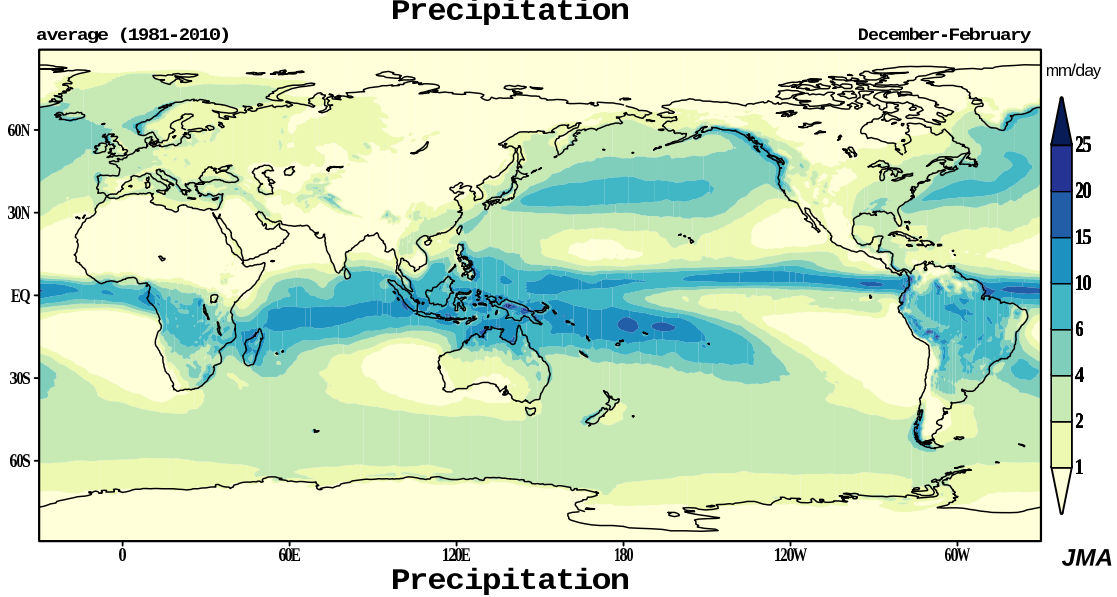 Precipitation
average (1981-2010) December-February
mm/day
60N
30N
EQ
30S
60S
25
20
15
10
6
4
2
1
0 60E 120E 180 120W 60W
JMA
Precipitation